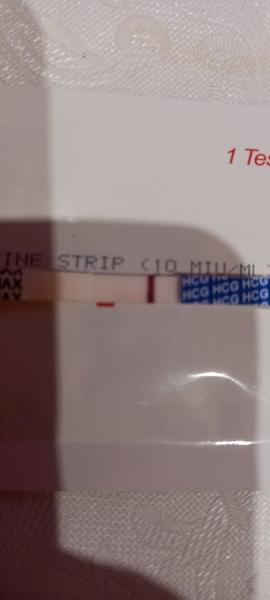 1 Tes
INE STRIP (10 MIU/ML
MAX HCG HCG HCG
HCG HCG HCG